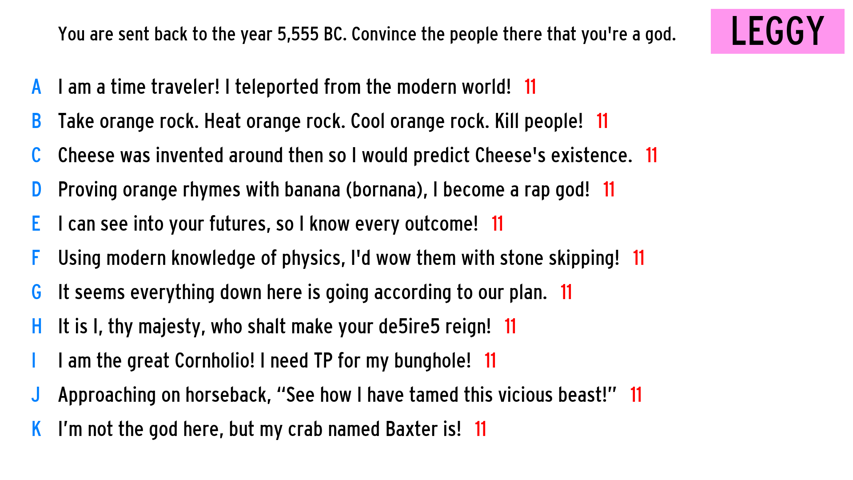 You are sent back to the year 5,555 BC. Convince the people there that you're a god.
LEGGY
A I am a time traveler! I teleported from the modern world! 11
B Take orange rock. Heat orange rock. Cool orange rock. Kill people! 11
C Cheese was invented around then so I would predict Cheese's existence. 11
D Proving orange rhymes with banana (bornana), I become a rap god! 11
E I can see into your futures, so I know every outcome! 11
F Using modern knowledge of physics, I'd wow them with stone skipping! 11
G It seems everything down here is going according to our plan. 11
H It is I, thy majesty, who shalt make your de5ire5 reign! 11
I I am the great Cornholio! I need TP for my bunghole! 11
J Approaching on horseback, “See how I have tamed this vicious beast!” 11
K I’m not the god here, but my crab named Baxter is! 11